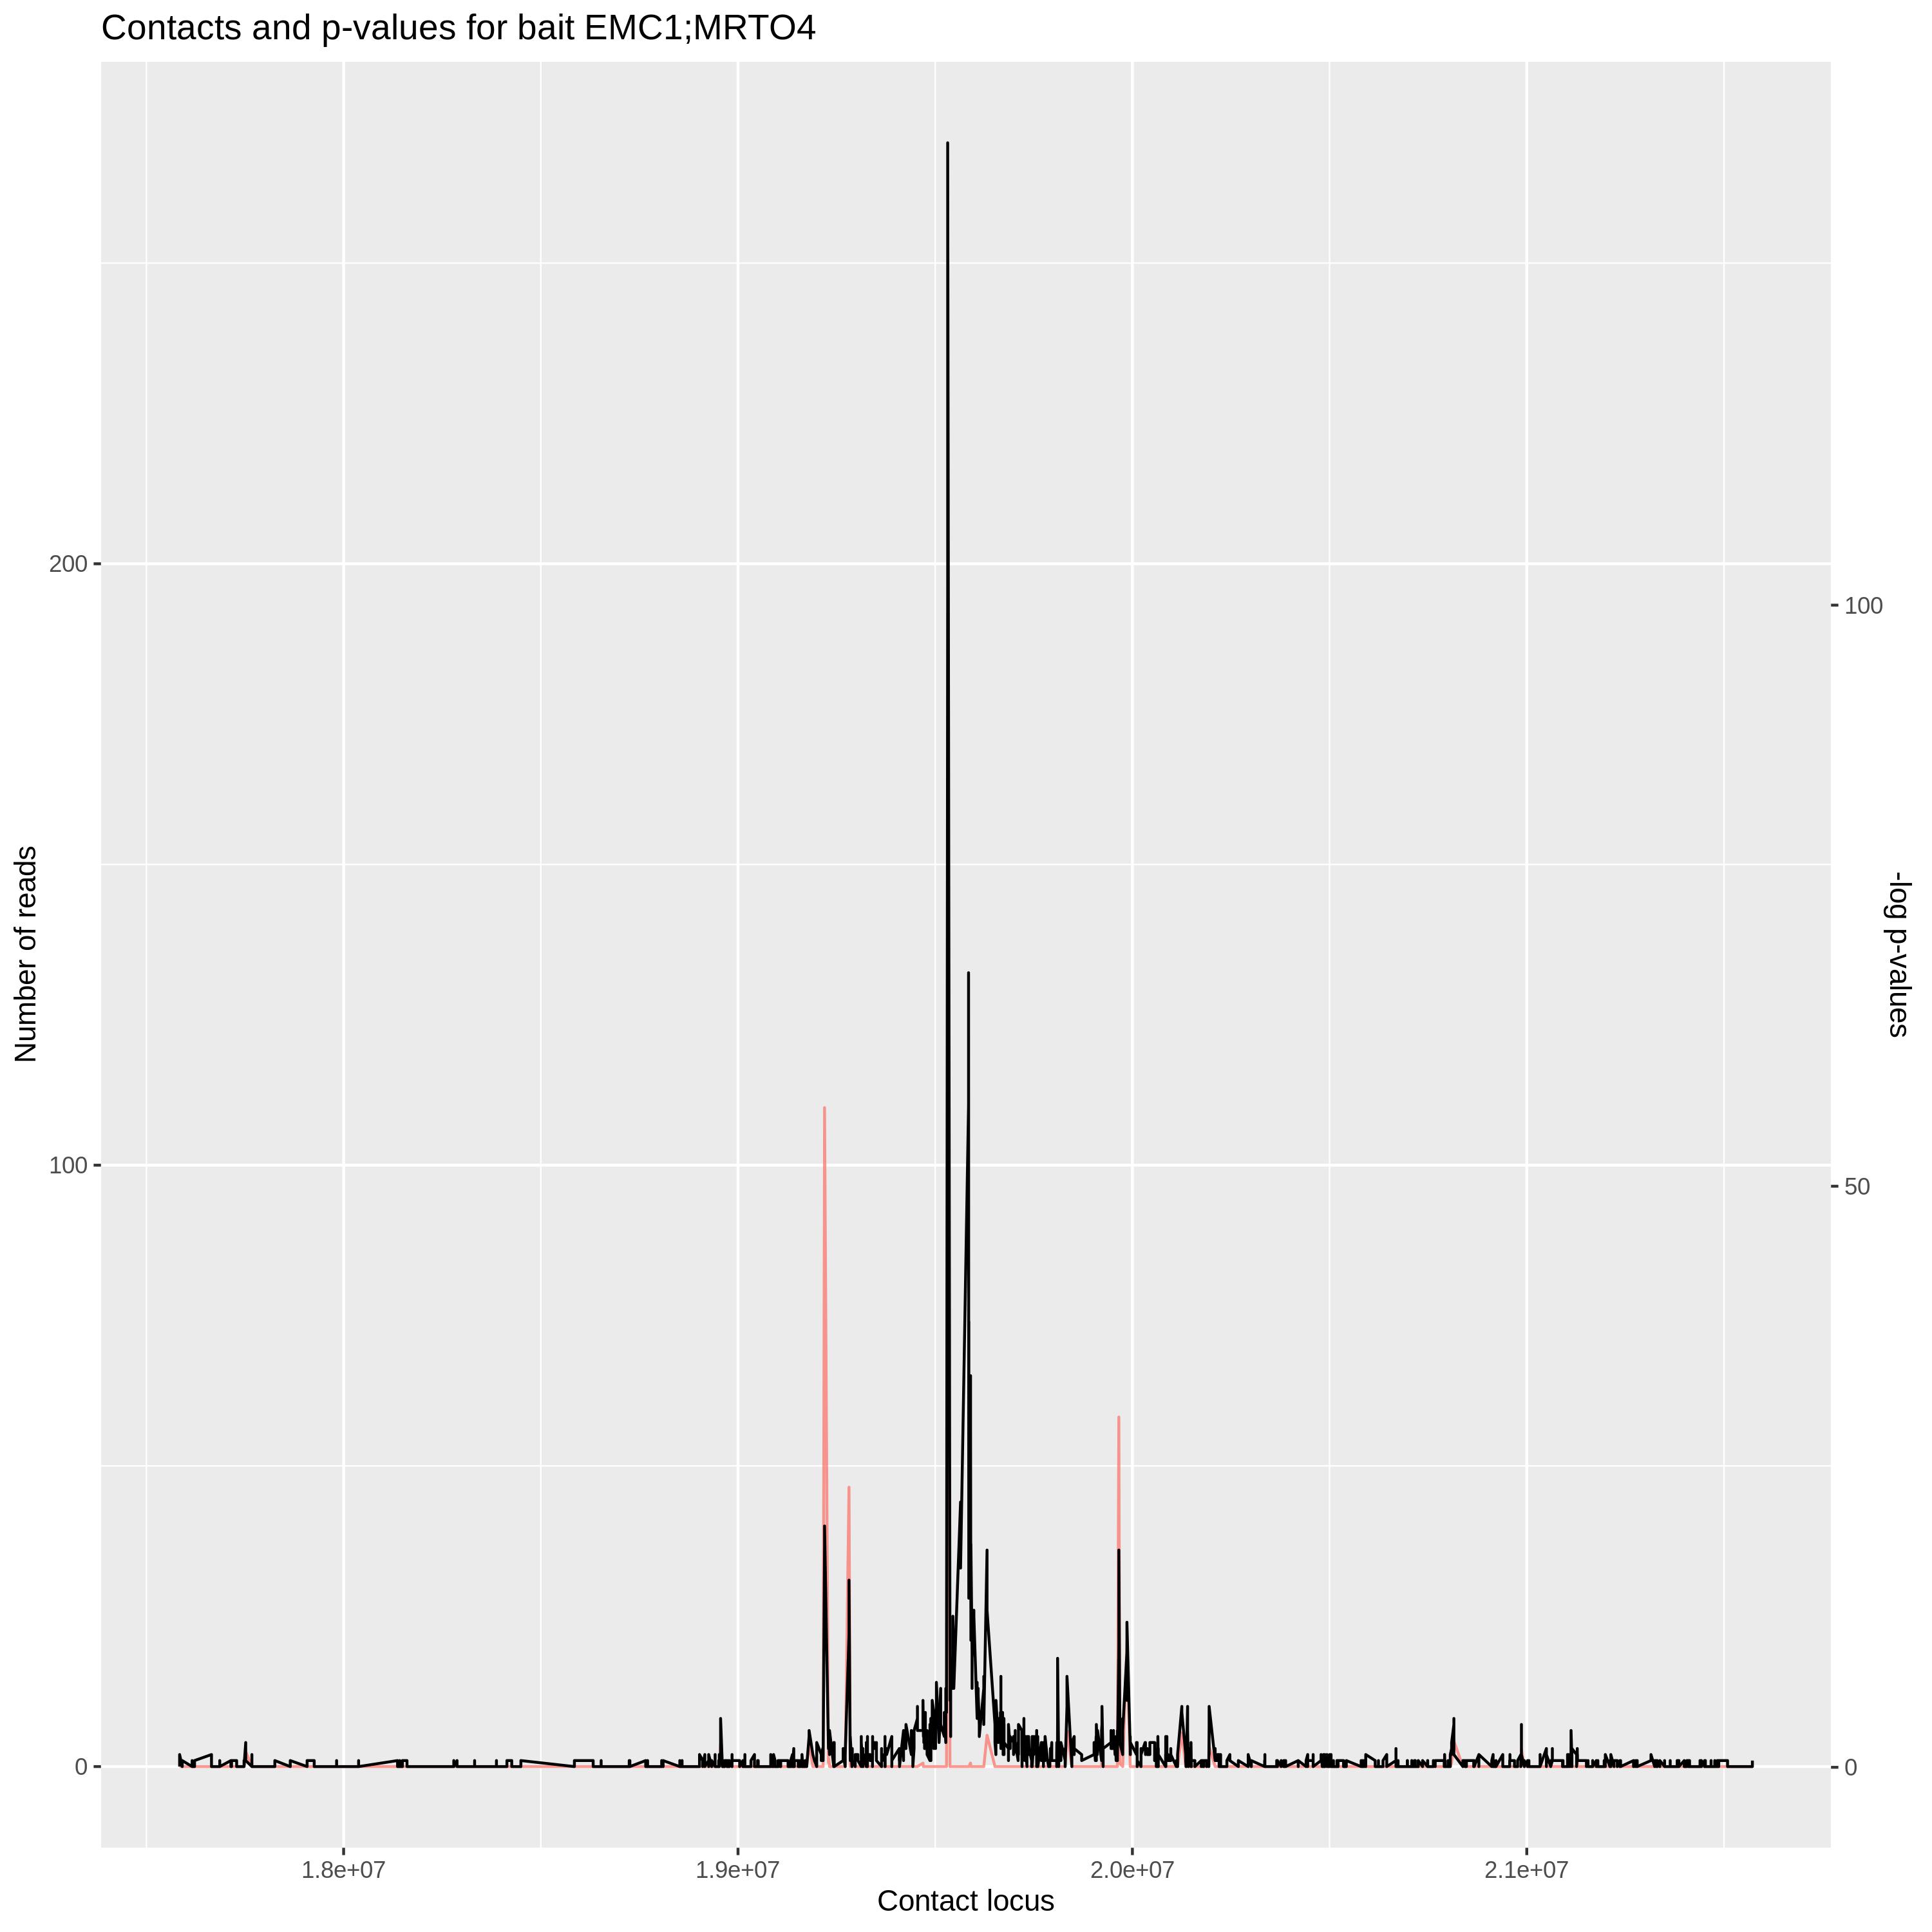 Contacts and p-values for bait EMC1;MRTO4
Number of reads
200
100
0
100
50
0
-log p-values
1.8e+07 1.9e+07 2.0e+07 2.1e+07
Contact locus